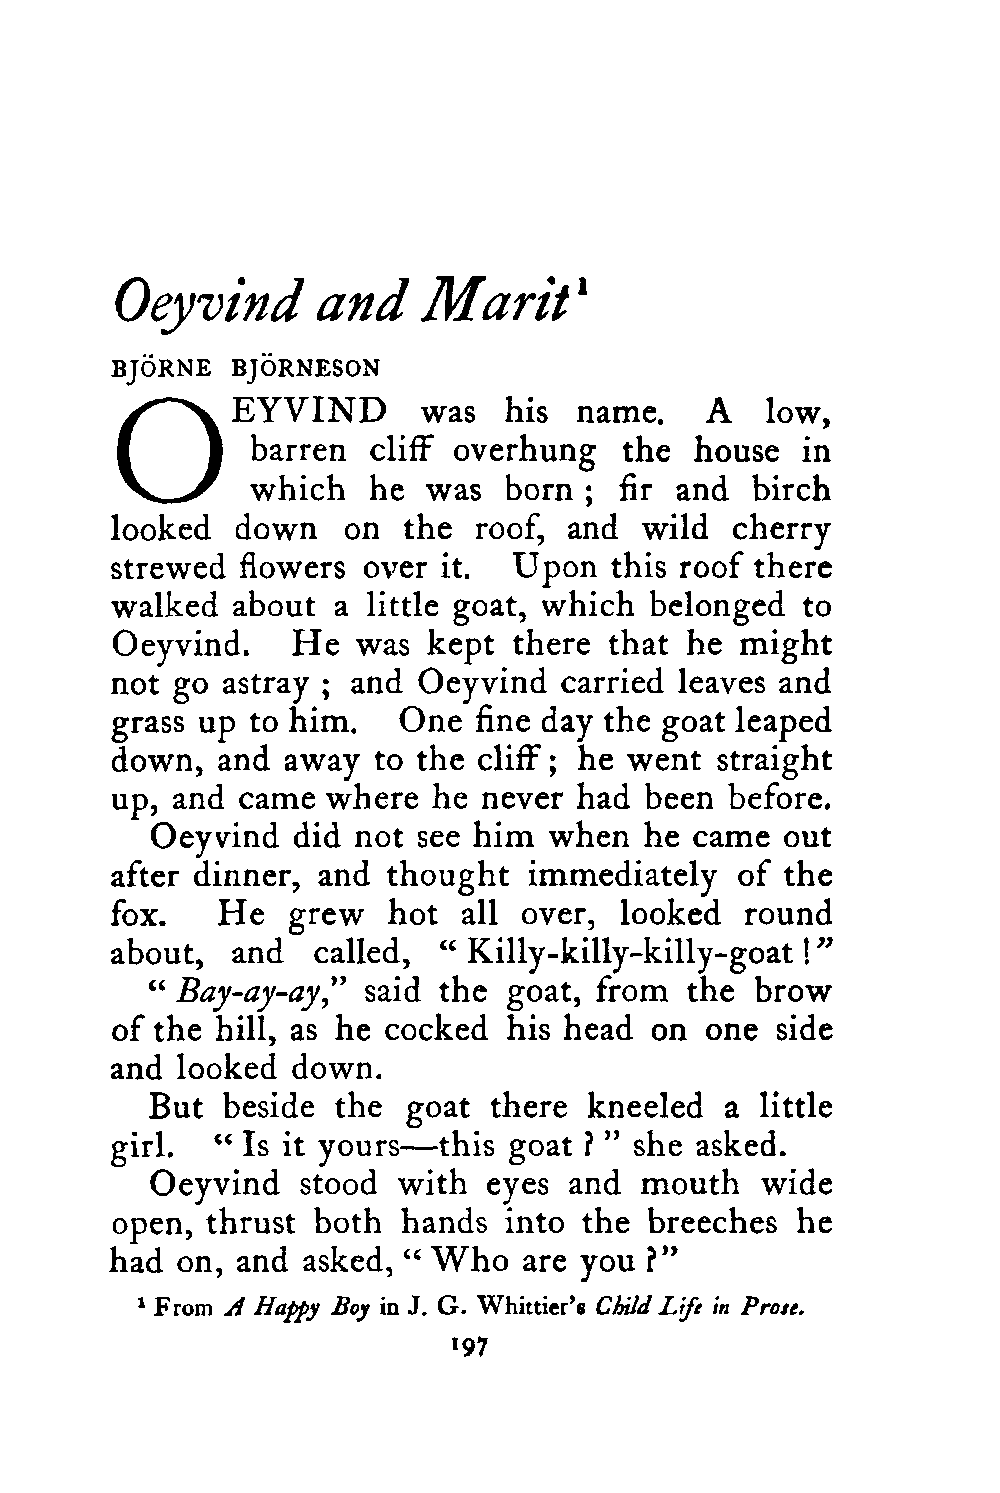 Oeyvind and Marit¹
BJÖRNE BJÖRNESON
OEYVIND was his name. A low,
barren cliff overhung the house in
which he was born ; fir and birch
looked down on the roof, and wild cherry
strewed flowers over it. Upon this roof there
walked about a little goat, which belonged to
Oeyvind. He was kept there that he might
not go astray ; and Oeyvind carried leaves and
grass up to him. One fine day the goat leaped
down, and away to the cliff ; he went straight
up, and came where he never had been before.
Oeyvind did not see him when he came out
after dinner, and thought immediately of the
fox. He grew hot all over, looked round
about, and called, “ Killy-killy-killy-goat !”
“ Bay-ay-ay,” said the goat, from the brow
of the hill, as he cocked his head on one side
and looked down.
But beside the goat there kneeled a little
girl. “ Is it yours—this goat ? ” she asked.
Oeyvind stood with eyes and mouth wide
open, thrust both hands into the breeches he
had on, and asked, “ Who are you ?”
¹ From A Happy Boy in J. G. Whittier's Child Life in Prose.
197